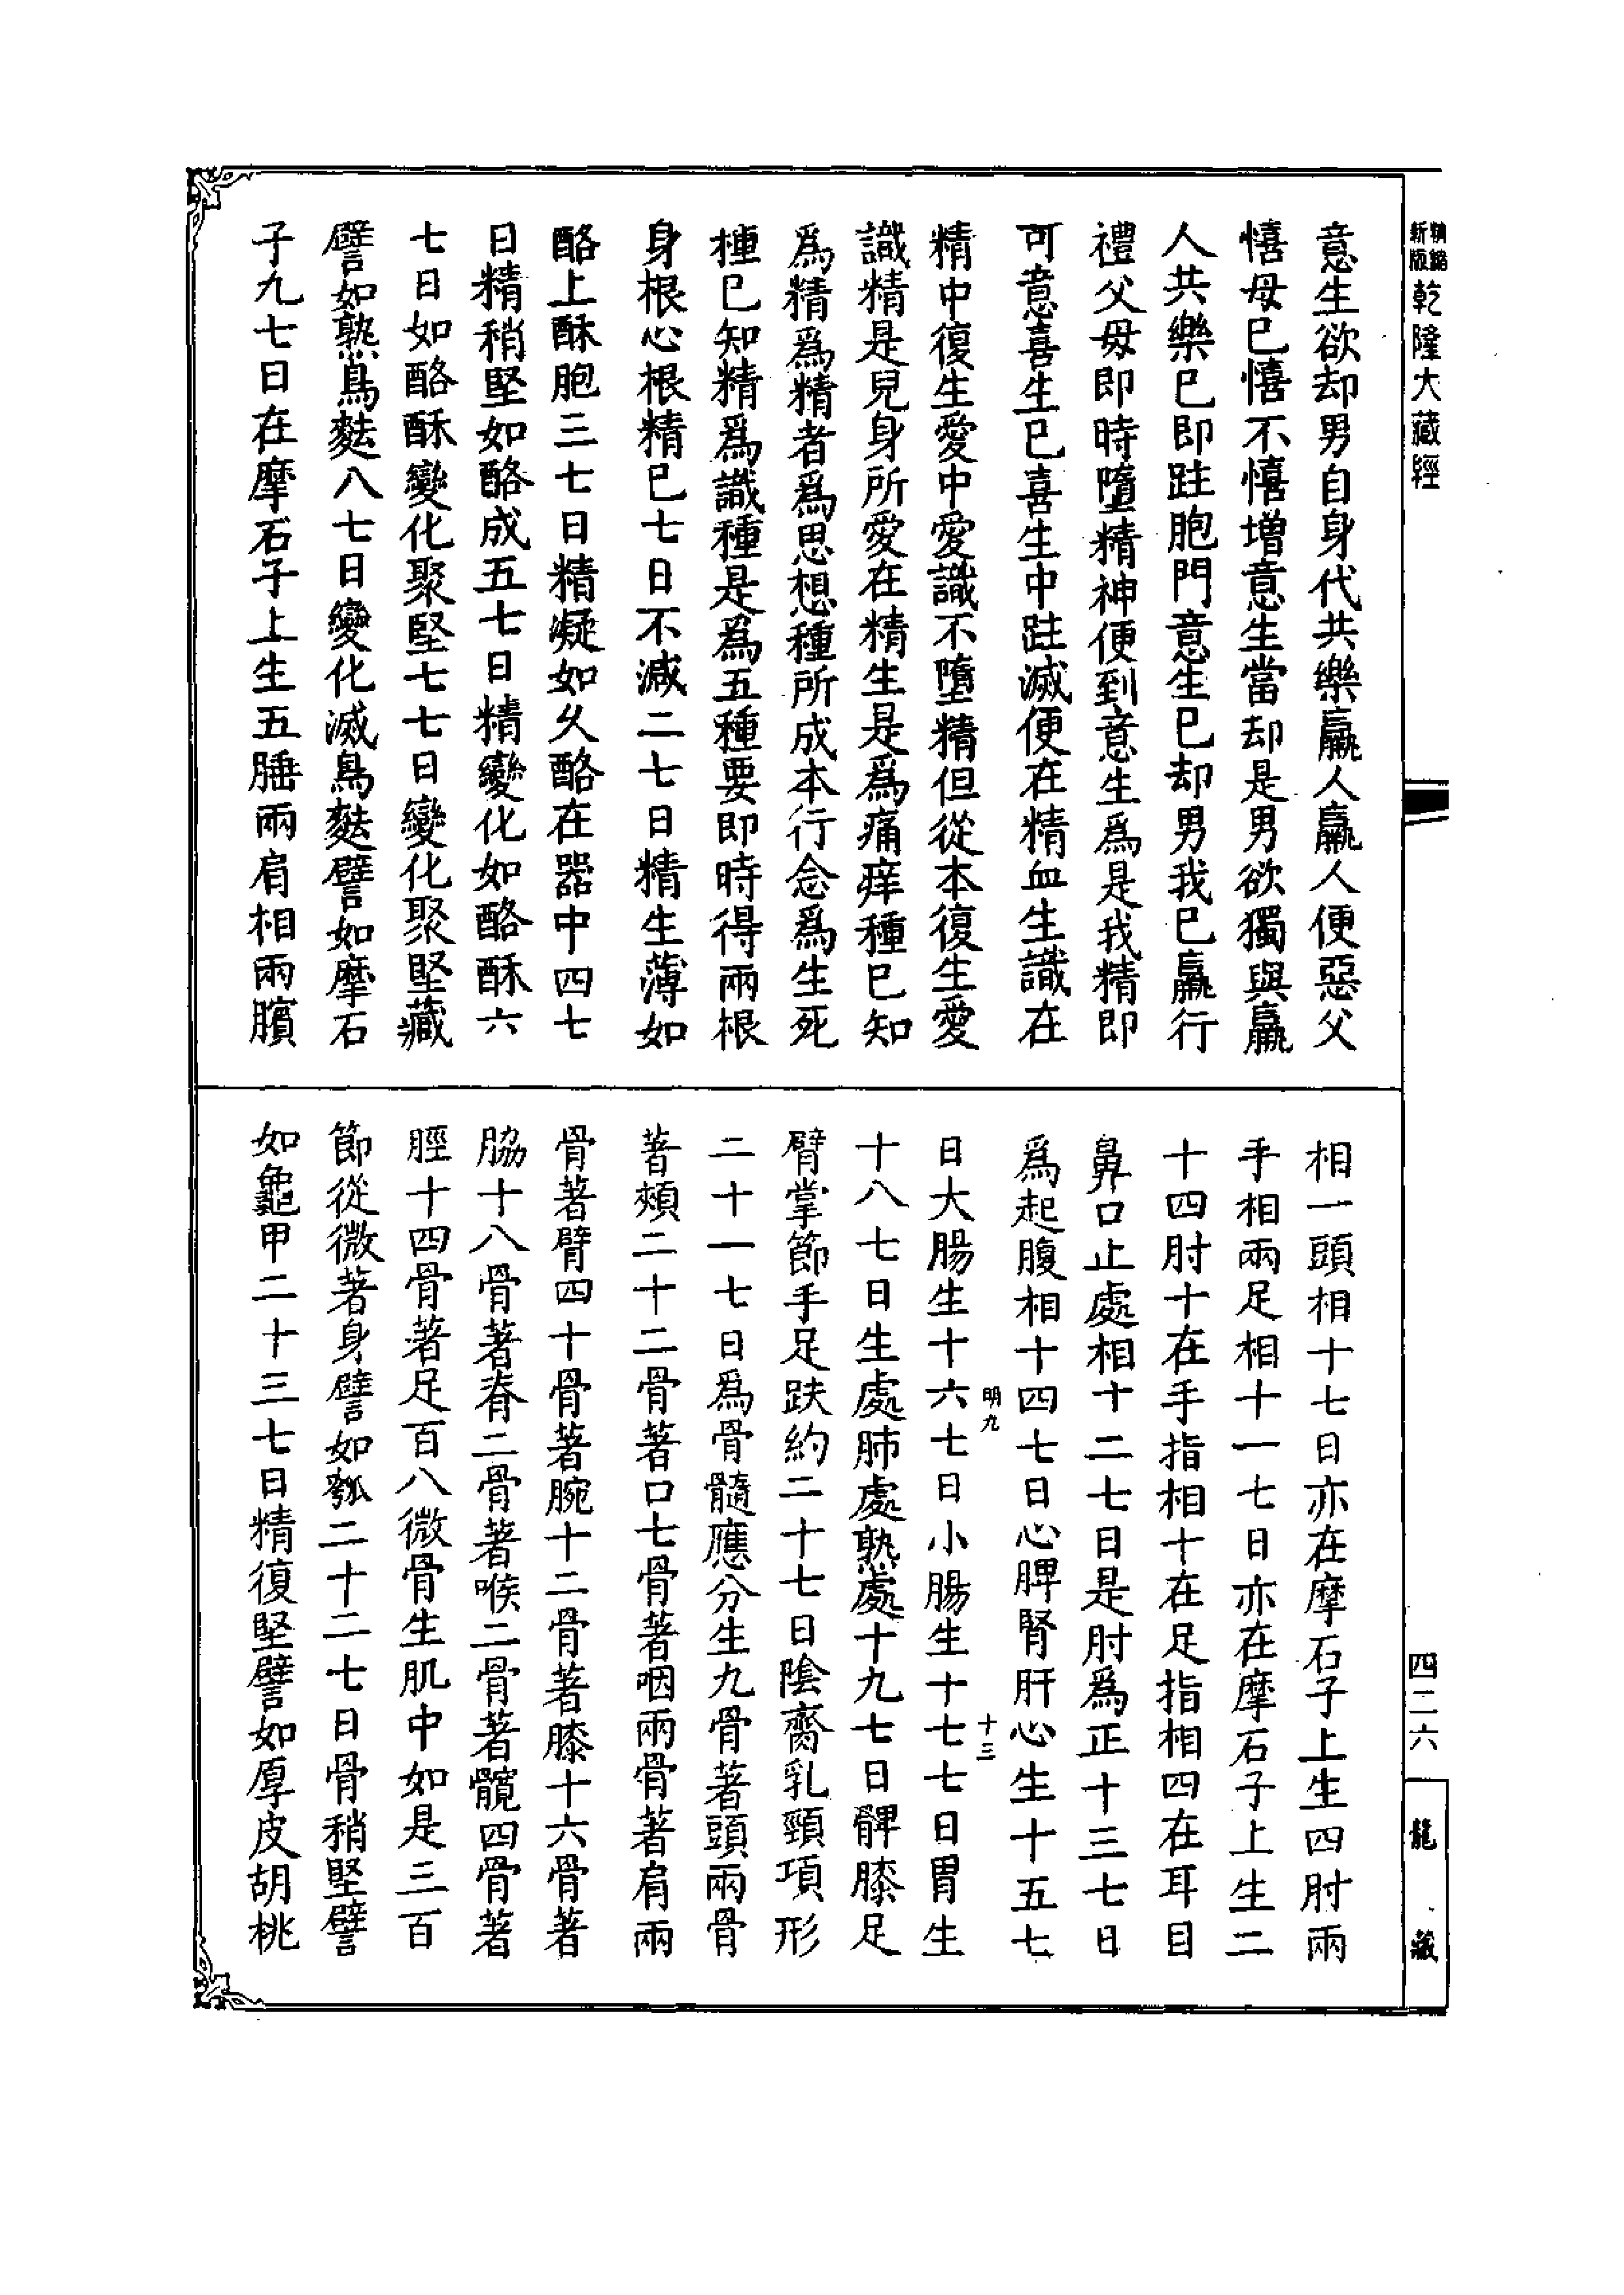 精縮新版乾隆大藏經
意生欲却男自身代共樂羸人羸人便惡父
憘母已憘不憘增意生當却是男欲獨與羸
人共樂已即跓胞門意生已却男我已羸行
禮父母即時墮精神便到意生為是我精即
可意喜生已喜生中跓滅便在精血生識在
精中復生愛中愛識不墮精但從本復生愛
識精是兒身所愛在精生是為痛痒種已知
為精為精者為思想種所成本行念為生死
種已知精為識種是為五種要即時得兩根
身根心根精已七日不減二七日精生薄如
酪上酥胞三七日精凝如久酪在器中四七
日精稍堅如酪成五七日精變化如酪酥六
七日如酪酥變化聚堅七七日變化聚堅藏
譬如熟烏麩八七日變化滅烏麩譬如摩石
子九七日在摩石子上生五腄兩肩相兩臏
相一頭相十七日亦在摩石子上生四肘兩
手相兩足相十一七日亦在摩石子上生二
十四肘十在手指相十在足指相四在耳目
鼻口止處相十二七日是肘為正十三七日
為起腹相十四七日心脾腎肝心生十五七
日大腸生十六七日小腸生十七七日胃生
十八七日生處肺處熟處十九七日髀膝足
臂掌節手足趺約二十七日陰齎乳頸項形
二十一七日為骨髓應分生九骨著頭兩骨
著頰三十二骨著口七骨著咽兩骨著肩兩
骨著臂四十骨著腕十二骨著膝十六骨著
脇十八骨著脊二骨著喉二骨著髖四骨著
脛十四骨著足百八微骨生肌中如是三百
節從微著身譬如瓠二十二七日骨稍堅譬
如龜甲二十三七日精復堅譬如厚皮胡桃
明九
十三
四二六
龍藏